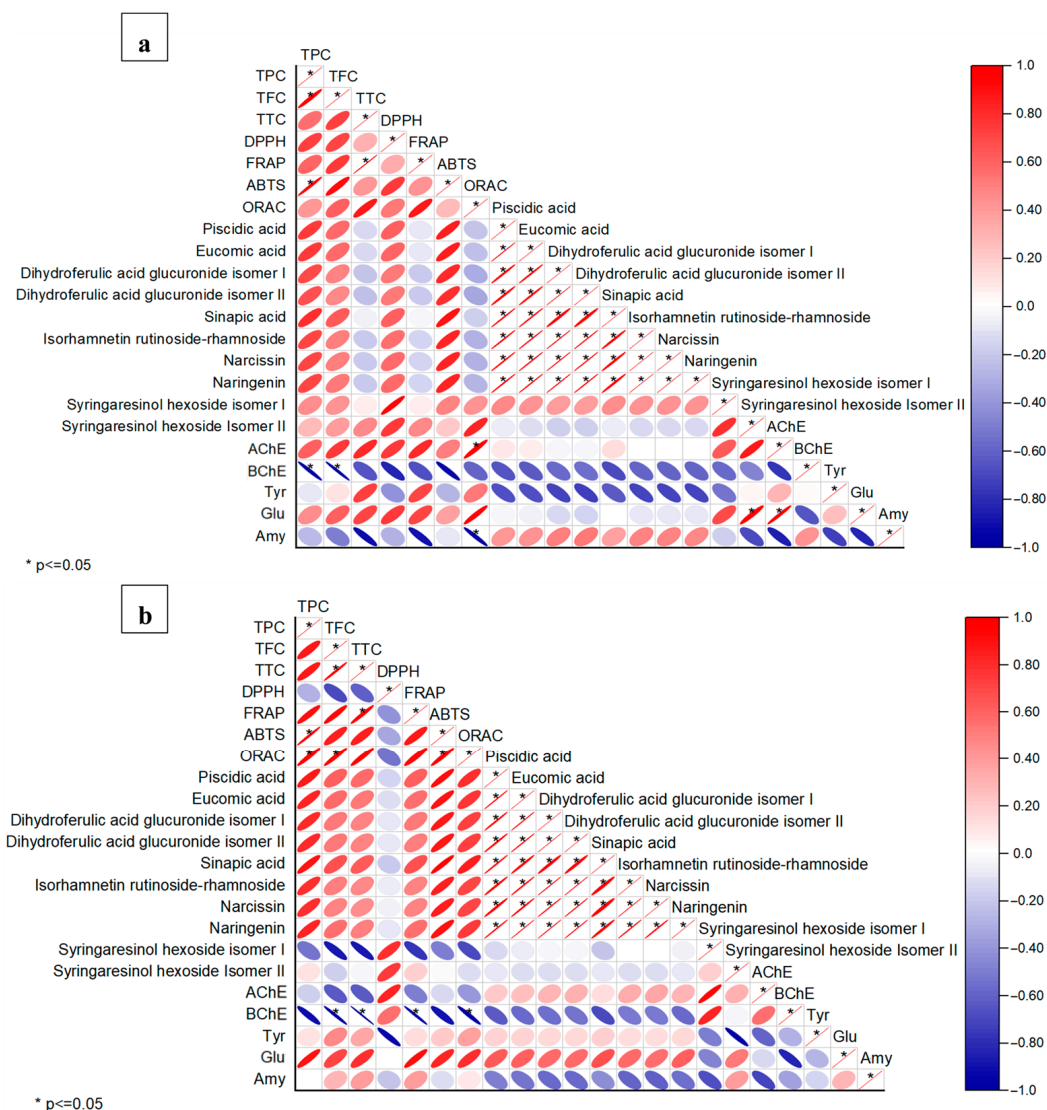 a
TPC
TPC * TFC
TFC * * TTC
TTC * DPPH
DPPH * FRAP
FRAP * * ABTS
ABTS * * ORAC
ORAC * Piscidic acid
Piscidic acid * Eucomic acid
Eucomic acid * * Dihydroferulic acid glucuronide isomer I
Dihydroferulic acid glucuronide isomer I * * * Dihydroferulic acid glucuronide isomer II
Dihydroferulic acid glucuronide isomer II * * * * Sinapic acid
Sinapic acid * * * * * Isorhamnetin rutinoside-rhamnoside
Isorhamnetin rutinoside-rhamnoside * * * * * * Narcissin
Narcissin * * * * * * * Naringenin
Naringenin * * * * * * * * Syringaresinol hexoside isomer I
Syringaresinol hexoside isomer I * Syringaresinol hexoside Isomer II
Syringaresinol hexoside Isomer II * AChE
AChE * * BChE
BChE * * * * Tyr
Tyr * Glu
Glu * * * Amy
Amy * *
1.0
0.80
0.60
0.40
0.20
0.0
−0.20
−0.40
−0.60
−0.80
−1.0
* p<=0.05
b
TPC
TPC * TFC
TFC * TTC
TTC * * DPPH
DPPH * FRAP
FRAP * * ABTS
ABTS * * ORAC
ORAC * * * * * * Piscidic acid
Piscidic acid * Eucomic acid
Eucomic acid * * Dihydroferulic acid glucuronide isomer I
Dihydroferulic acid glucuronide isomer I * * * Dihydroferulic acid glucuronide isomer II
Dihydroferulic acid glucuronide isomer II * * * * Sinapic acid
Sinapic acid * * * * * Isorhamnetin rutinoside-rhamnoside
Isorhamnetin rutinoside-rhamnoside * * * * * * Narcissin
Narcissin * * * * * * * Naringenin
Naringenin * * * * * * * * Syringaresinol hexoside isomer I
Syringaresinol hexoside isomer I * Syringaresinol hexoside Isomer II
Syringaresinol hexoside Isomer II * AChE
AChE * BChE
BChE * * * * * Tyr
Tyr * Glu
Glu * Amy
Amy *
1.0
0.80
0.60
0.40
0.20
0.0
−0.20
−0.40
−0.60
−0.80
−1.0
* p<=0.05